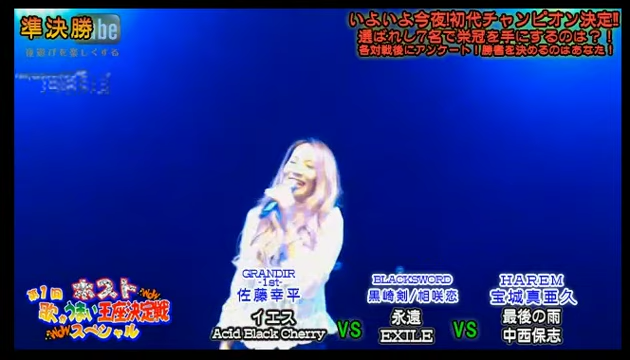 準決勝
be
いよいよ今夜!初代チャンピオン決定!!
選ばれし7名で栄冠を手にするのは?!
各対戦後にアンケート!!勝者を決めるのはあなた!
第1回
ホスト
歌うまい王座決定戦
スペシャル
GRANDIR
-1st-
佐藤幸平
イエス
Acid Black Cherry
VS
BLACKSWORD
黒崎剣/相咲恋
永遠
EXILE
VS
HAREM
宝城真亜久
最後の雨
中西保志